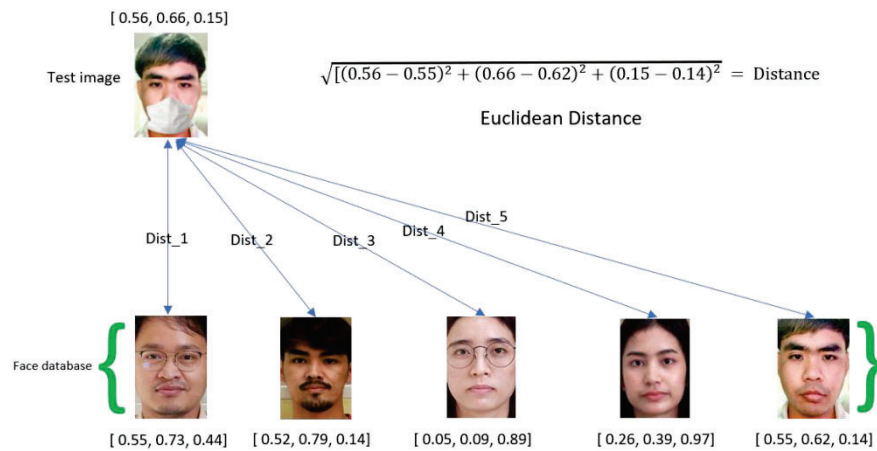 [ 0.56, 0.66, 0.15]
Test image
√[(0.56 − 0.55)² + (0.66 − 0.62)² + (0.15 − 0.14)² = Distance
Euclidean Distance
Dist_1
Dist_2
Dist_3
Dist_4
Dist_5
Face database
[ 0.55, 0.73, 0.44]
[ 0.52, 0.79, 0.14]
[ 0.05, 0.09, 0.89]
[ 0.26, 0.39, 0.97]
[ 0.55, 0.62, 0.14]